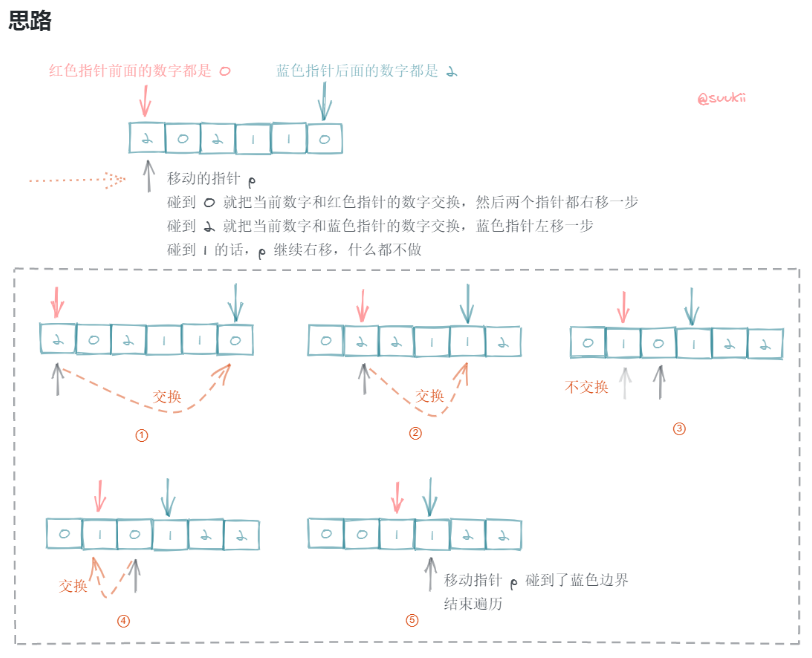 思路
红色指针前面的数字都是 0
蓝色指针后面的数字都是 2
@suukii
2 0 2 1 1 0
移动的指针 p
碰到 0 就把当前数字和红色指针的数字交换，然后两个指针都右移一步
碰到 2 就把当前数字和蓝色指针的数字交换，蓝色指针左移一步
碰到 1 的话，p 继续右移，什么都不做
2 0 2 1 1 0
交换
①
0 2 2 1 1 2
交换
②
0 1 0 1 2 2
不交换
③
0 1 0 1 2 2
交换
④
0 0 1 1 2 2
移动指针 p 碰到了蓝色边界
结束遍历
⑤